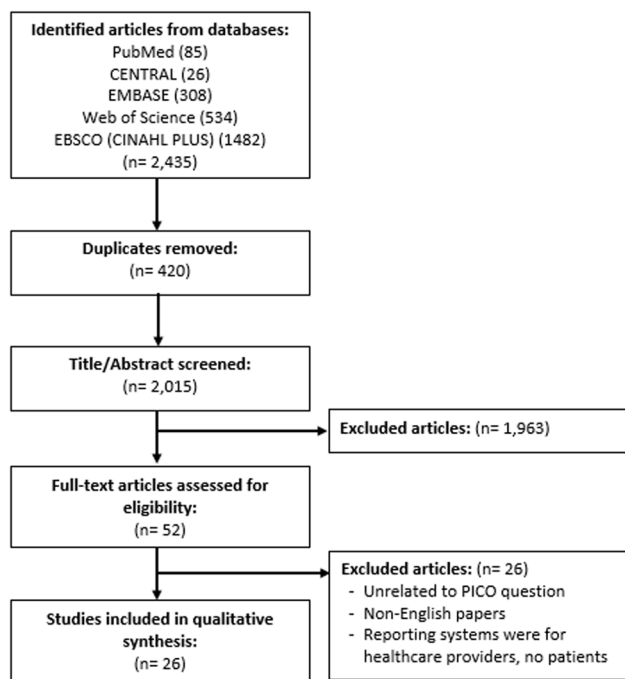 Identified articles from databases:
PubMed (85)
CENTRAL (26)
EMBASE (308)
Web of Science (534)
EBSCO (CINAHL PLUS) (1482)
(n= 2,435)
Duplicates removed:
(n= 420)
Title/Abstract screened:
(n= 2,015)
Excluded articles: (n= 1,963)
Full-text articles assessed for
eligibility:
(n= 52)
Excluded articles: (n= 26)
- Unrelated to PICO question
- Non-English papers
- Reporting systems were for
healthcare providers, no patients
Studies included in qualitative
synthesis:
(n= 26)